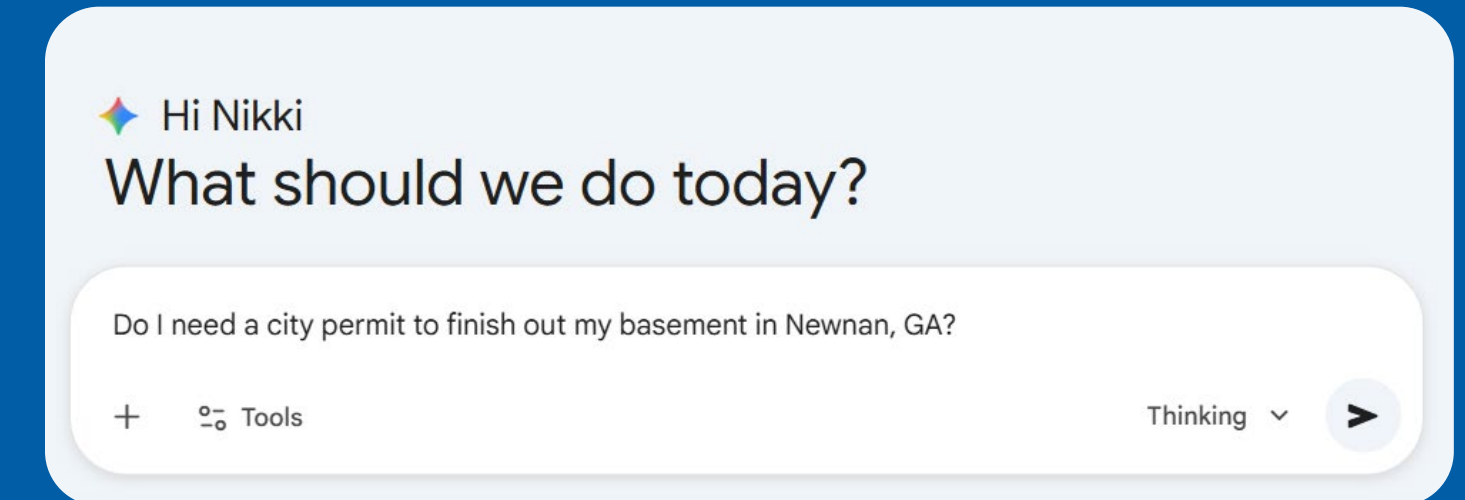 Hi Nikki
What should we do today?
Do I need a city permit to finish out my basement in Newnan, GA?
Tools
Thinking